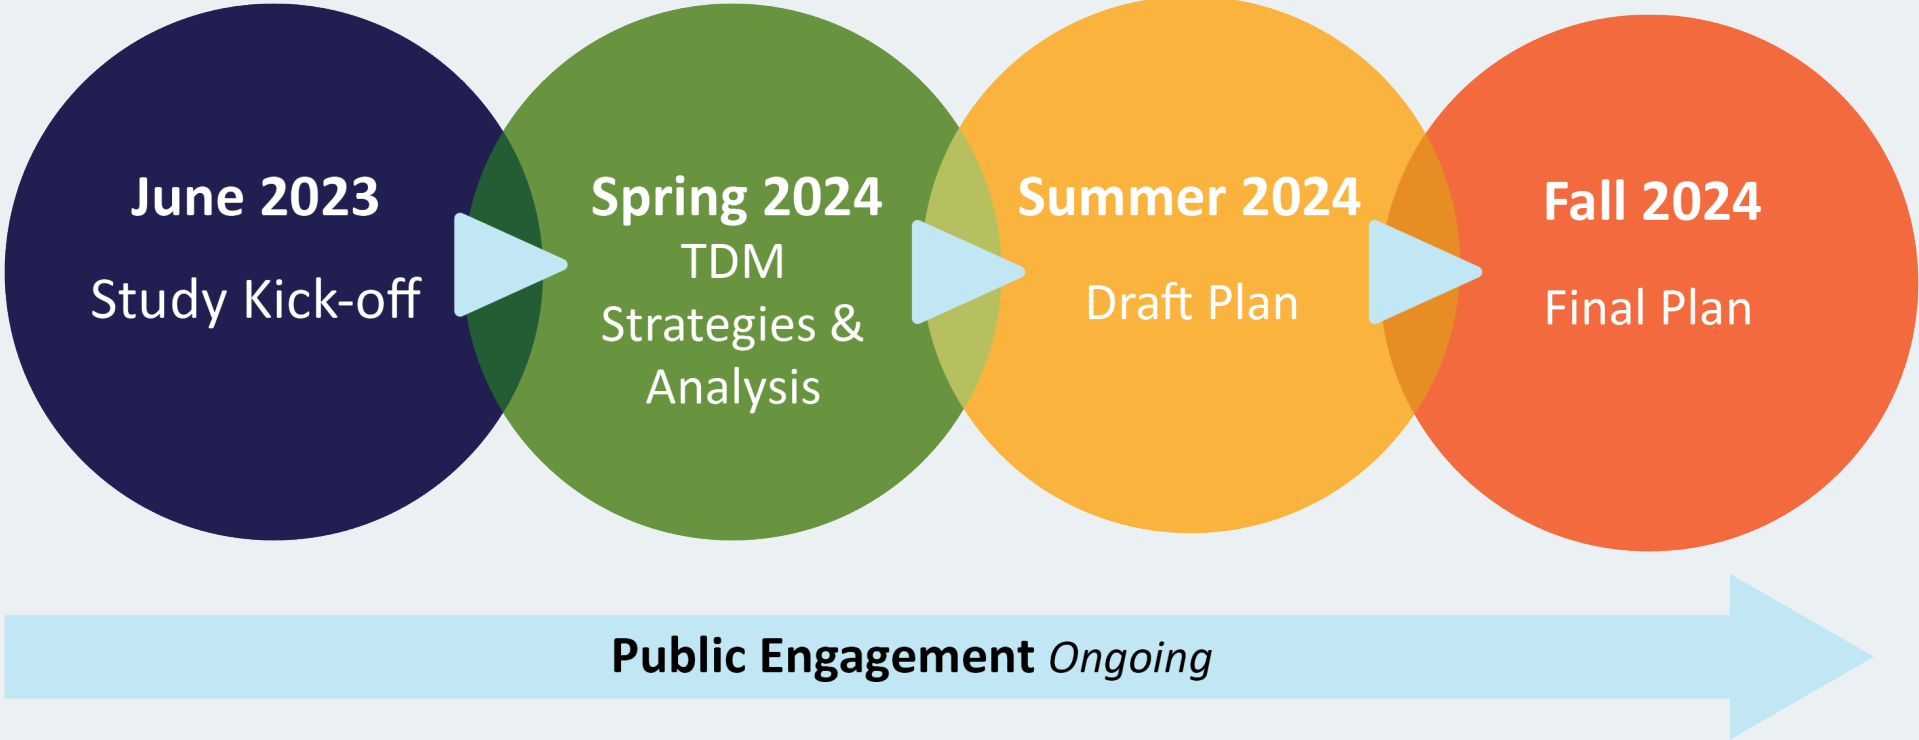 June 2023
Study Kick-off
Spring 2024
TDM
Strategies &
Analysis
Summer 2024
Draft Plan
Fall 2024
Final Plan
Public Engagement Ongoing